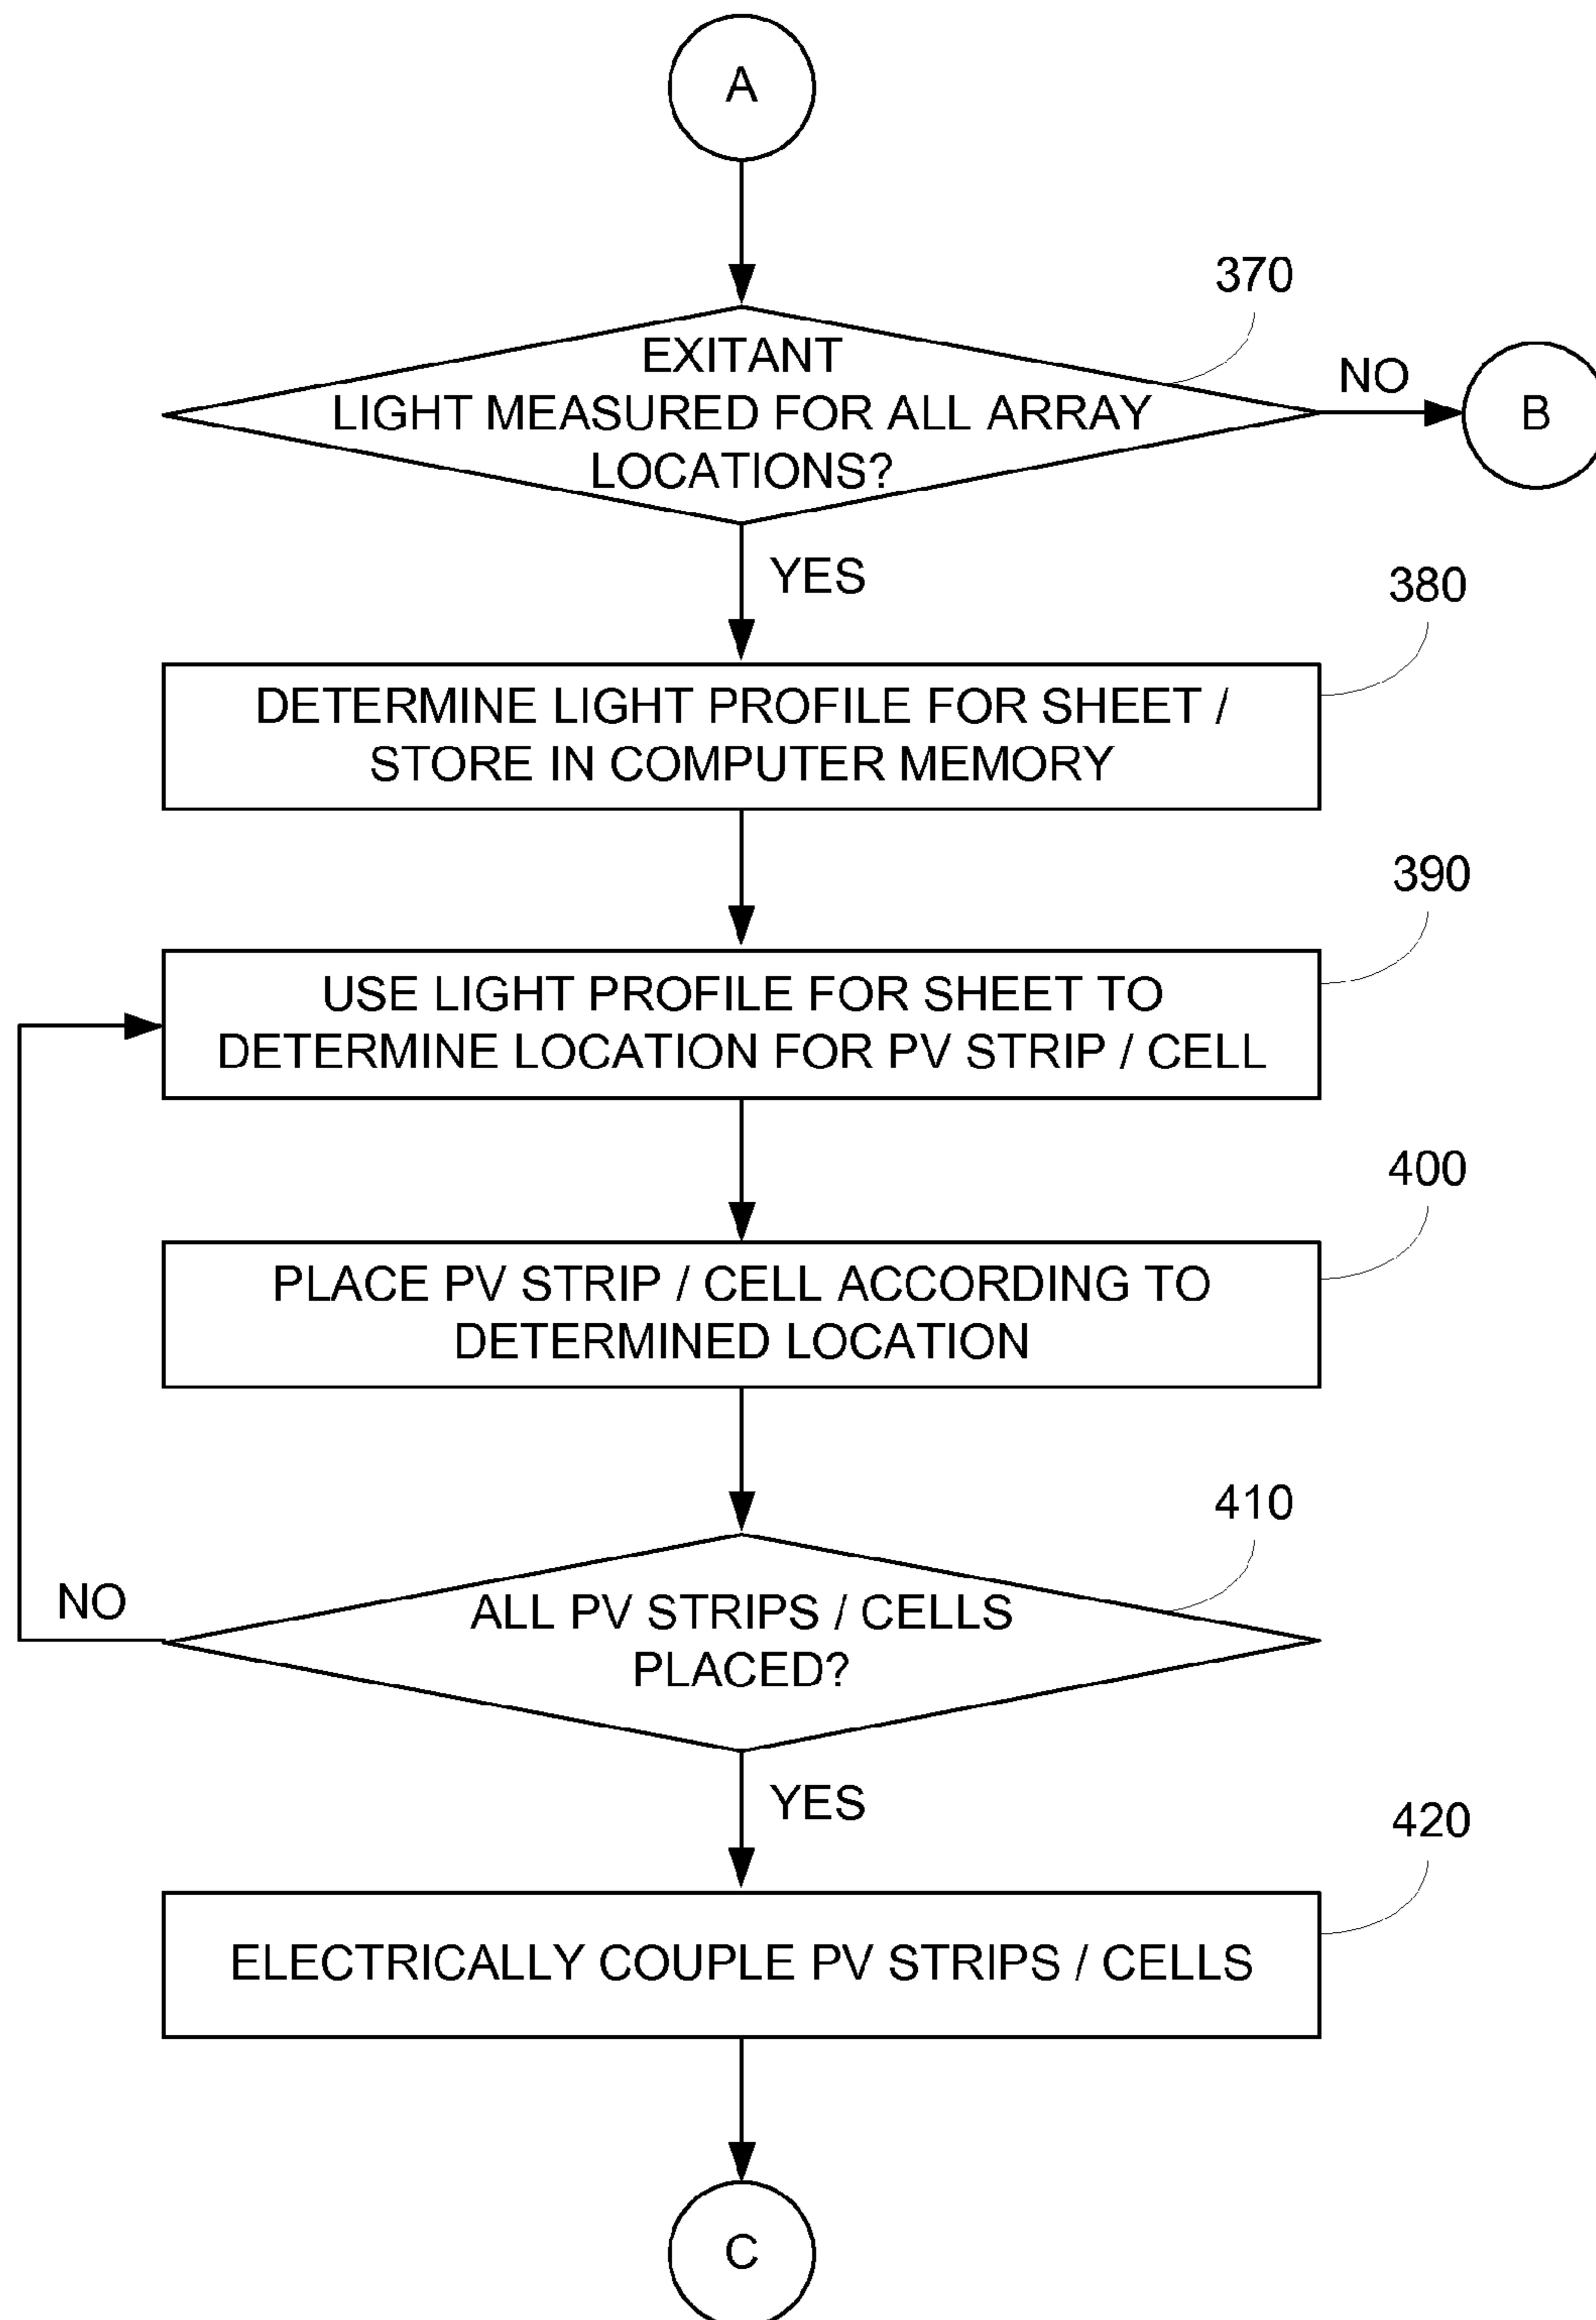 A
370
EXITANT
LIGHT MEASURED FOR ALL ARRAY
LOCATIONS?
NO
B
YES
380
DETERMINE LIGHT PROFILE FOR SHEET /
STORE IN COMPUTER MEMORY
390
USE LIGHT PROFILE FOR SHEET TO
DETERMINE LOCATION FOR PV STRIP / CELL
400
PLACE PV STRIP / CELL ACCORDING TO
DETERMINED LOCATION
410
NO
ALL PV STRIPS / CELLS
PLACED?
YES
420
ELECTRICALLY COUPLE PV STRIPS / CELLS
C